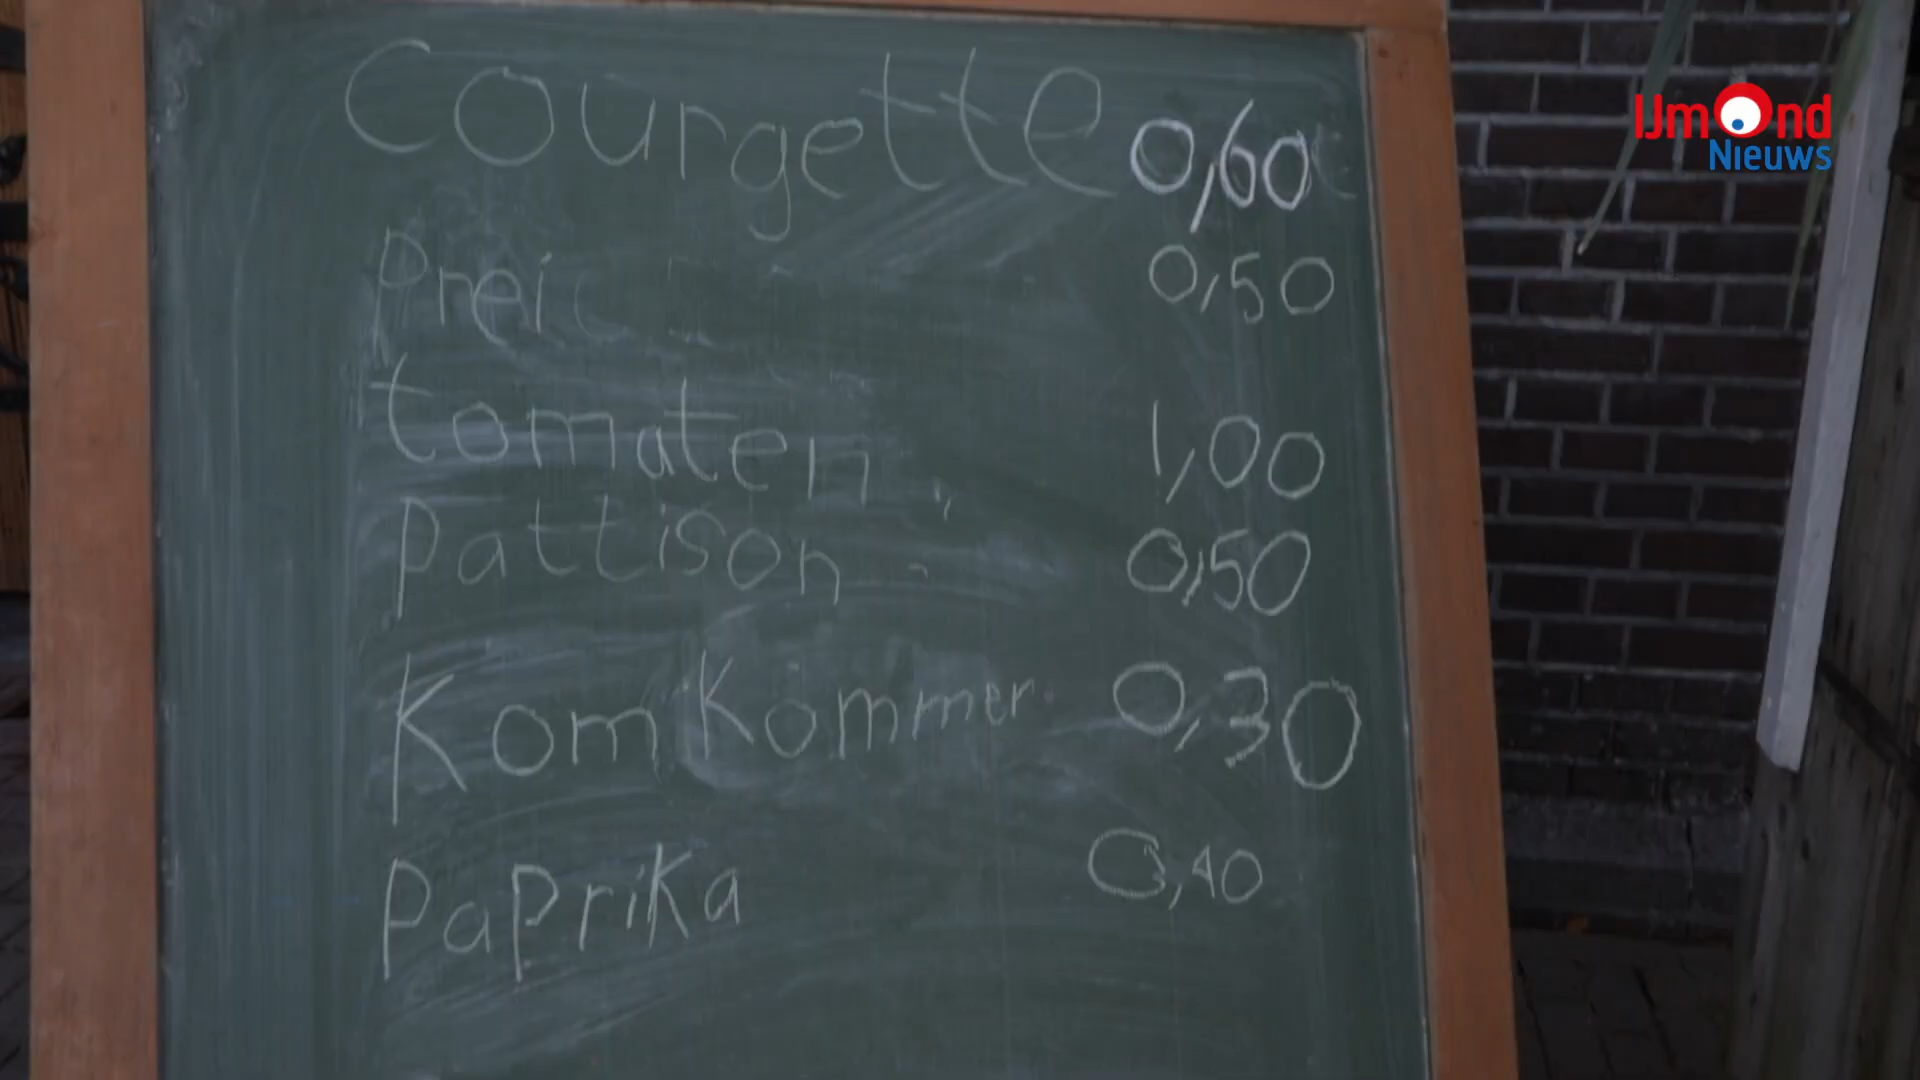 Courgette 0,60
Prei 0,50
tomaten 1,00
Pattison 0,50
KomKommer 0,30
PaPriKa 0,40
IJmond
Nieuws